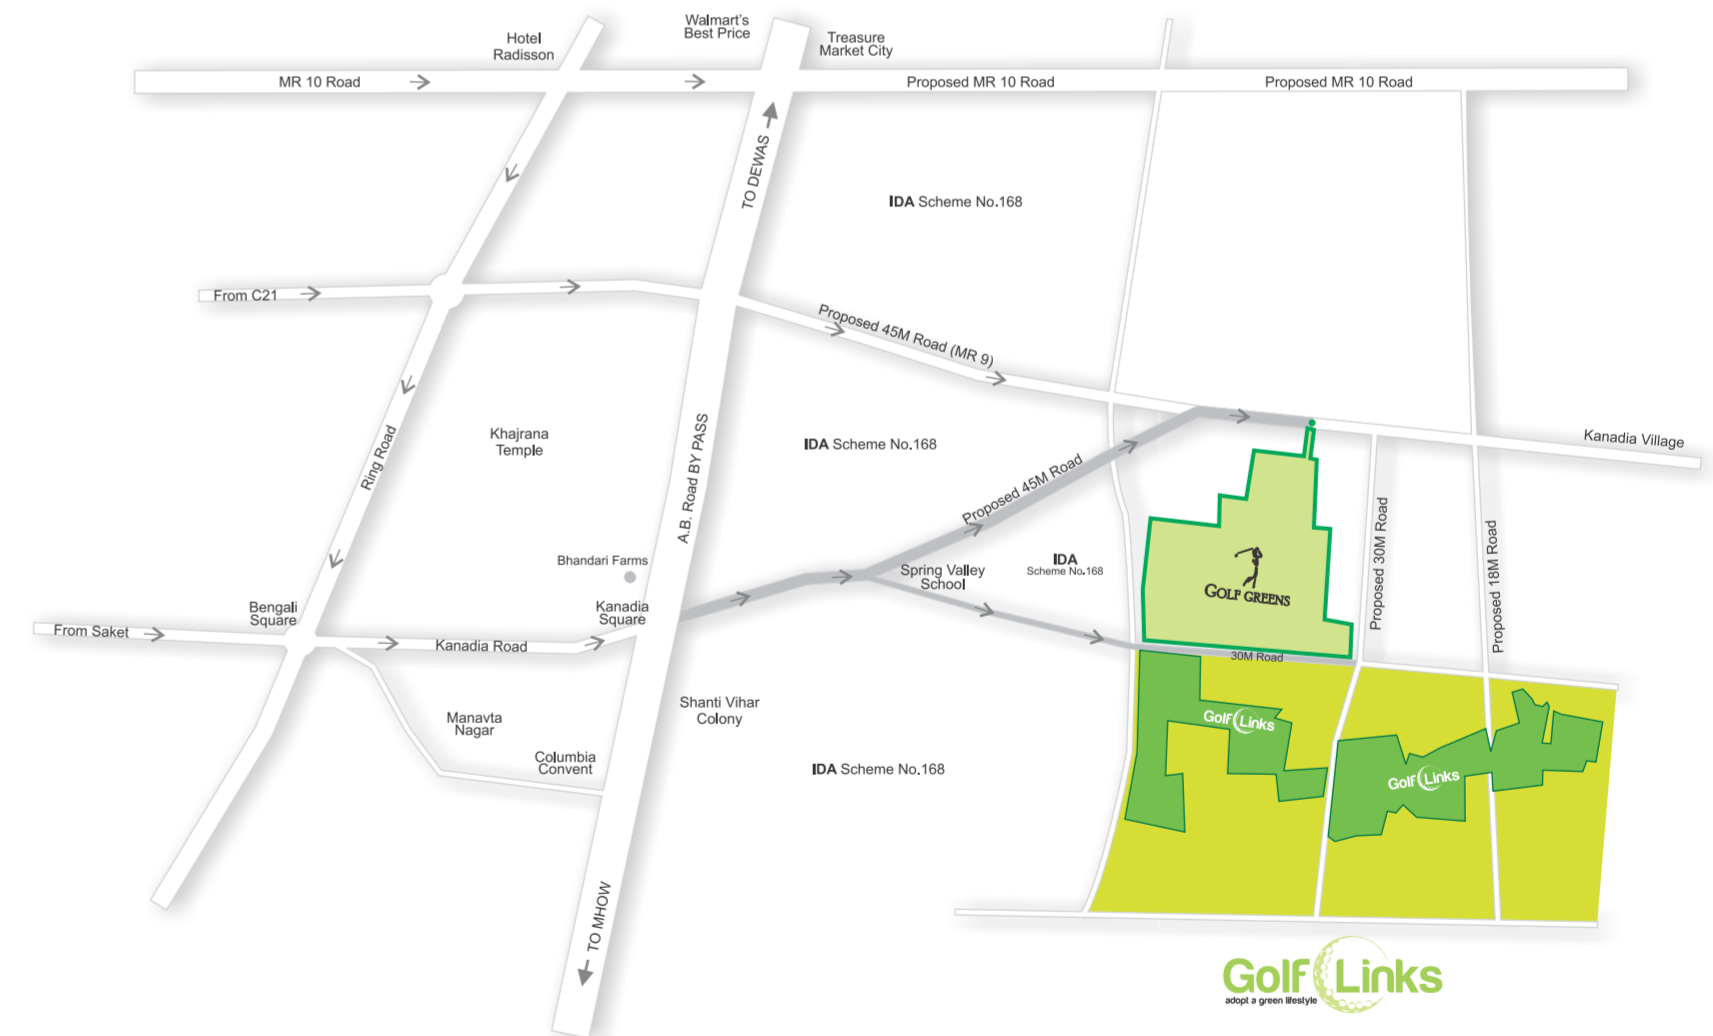 Walmart's
Best Price
Hotel
Radisson
Treasure
Market City
MR 10 Road
Proposed MR 10 Road
Proposed MR 10 Road
TO DEWAS
IDA Scheme No.168
From C21
Proposed 45M Road (MR 9)
Khajrana
Temple
Ring Road
A.B. Road BY PASS
IDA Scheme No.168
Kanadia Village
Proposed 45M Road
Bhandari Farms
Spring Valley
School
IDA
Scheme No.168
GOLF GREENS
Proposed 30M Road
Proposed 18M Road
Bengali
Square
Kanadia
Square
From Saket
Kanadia Road
30M Road
Shanti Vihar
Colony
Manavta
Nagar
Golf Links
Columbia
Convent
IDA Scheme No.168
Golf Links
TO MHOW
Golf Links
adopt a green lifestyle